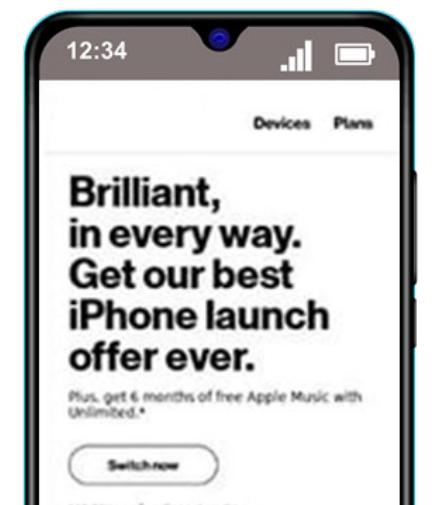 12:34
Devices Plans
Brilliant,
in every way.
Get our best
iPhone launch
offer ever.
Plus, get 6 months of free Apple Music with
Unlimited.*
Switch now